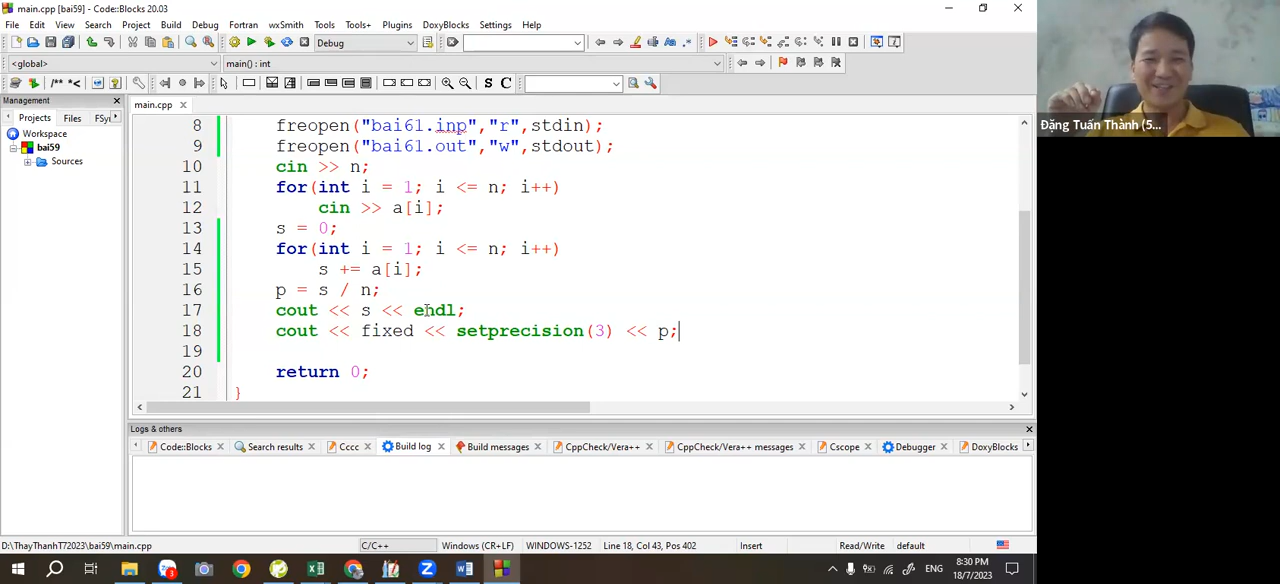 main.cpp [bai59] - Code::Blocks 20.03
File Edit View Search Project Build Debug Fortran wxSmith Tools Tools+ Plugins DoxyBlocks Settings Help
Debug
<global> main() : int
/** *< S C
Management
Projects Files FSy
Workspace
bai59
Sources
main.cpp
8 freopen("bai61.inp","r",stdin);
9 freopen("bai61.out","w",stdout);
10 cin >> n;
11 for(int i = 1; i <= n; i++)
12 cin >> a[i];
13 s = 0;
14 for(int i = 1; i <= n; i++)
15 s += a[i];
16 p = s / n;
17 cout << s << endl;
18 cout << fixed << setprecision(3) << p;
19
20 return 0;
21 }
Logs & others
Code::Blocks Search results Cccc Build log Build messages CppCheck/Vera++ CppCheck/Vera++ messages Cscope Debugger DoxyBlocks
D:\ThayThanhT72023\bai59\main.cpp C/C++ Windows (CR+LF) WINDOWS-1252 Line 18, Col 43, Pos 402 Insert Read/Write default
ENG
8:30 PM
18/7/2023
Đặng Tuấn Thành (5...